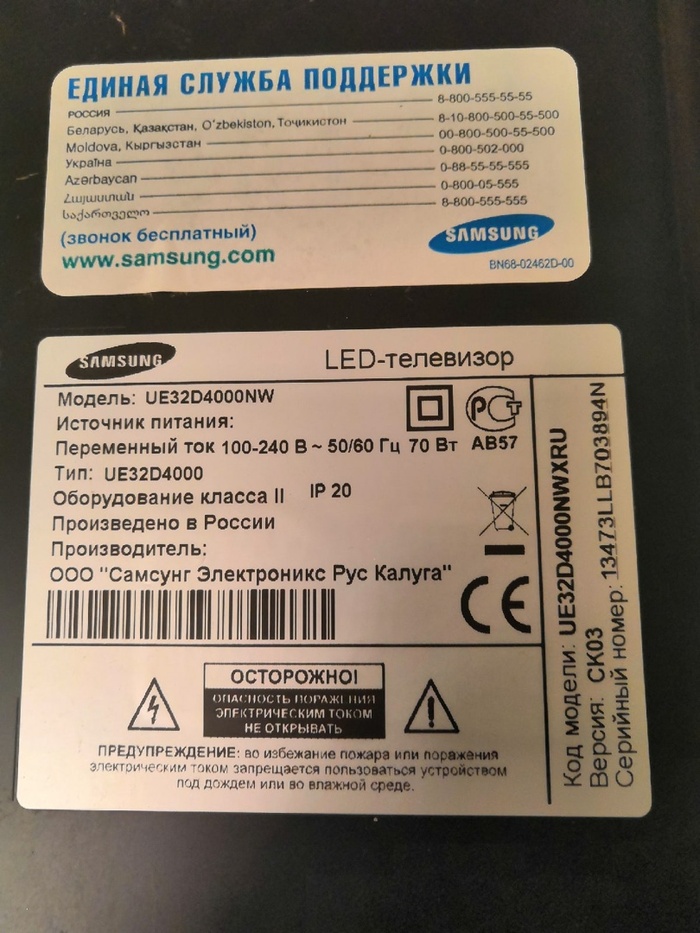 ЕДИНАЯ СЛУЖБА ПОДДЕРЖКИ
РОССИЯ 8-800-555-55-55
Беларусь, Қазақстан, O'zbekiston, Тоҷикистон 8-10-800-500-55-500
Moldova, Кыргызстан 00-800-500-55-500
Україна 0-800-502-000
Azərbaycan 0-88-55-55-555
Հայաստան 0-800-05-555
საქართველო 8-800-555-555
(звонок бесплатный)
www.samsung.com
SAMSUNG
BN68-02462D-00
SAMSUNG
LED-телевизор
Модель: UE32D4000NW
Источник питания:
Переменный ток 100-240 В ~ 50/60 Гц 70 Вт
Тип: UE32D4000
Оборудование класса II IP 20
Произведено в России
Производитель:
ООО "Самсунг Электроникс Рус Калуга"
РСТ
АВ57
CE
ОСТОРОЖНО!
ОПАСНОСТЬ ПОРАЖЕНИЯ
ЭЛЕКТРИЧЕСКИМ ТОКОМ
НЕ ОТКРЫВАТЬ
ПРЕДУПРЕЖДЕНИЕ: во избежание пожара или поражения
электрическим током запрещается пользоваться устройством
под дождем или во влажной среде.
Код модели: UE32D4000NWXRU
Версия: CK03
Серийный номер: 13473LLB703894N